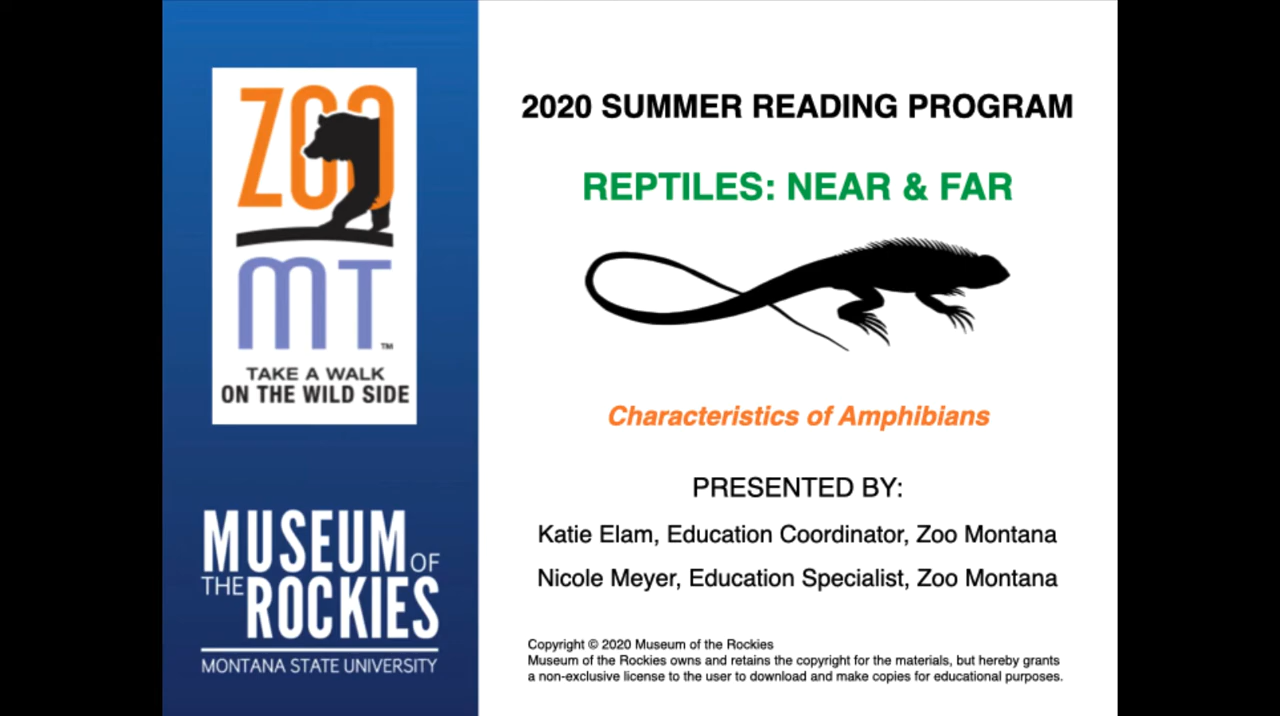 ZOO
MT™
TAKE A WALK
ON THE WILD SIDE
MUSEUM OF
THE ROCKIES
MONTANA STATE UNIVERSITY
2020 SUMMER READING PROGRAM
REPTILES: NEAR & FAR
Characteristics of Amphibians
PRESENTED BY:
Katie Elam, Education Coordinator, Zoo Montana
Nicole Meyer, Education Specialist, Zoo Montana
Copyright © 2020 Museum of the Rockies
Museum of the Rockies owns and retains the copyright for the materials, but hereby grants
a non-exclusive license to the user to download and make copies for educational purposes.